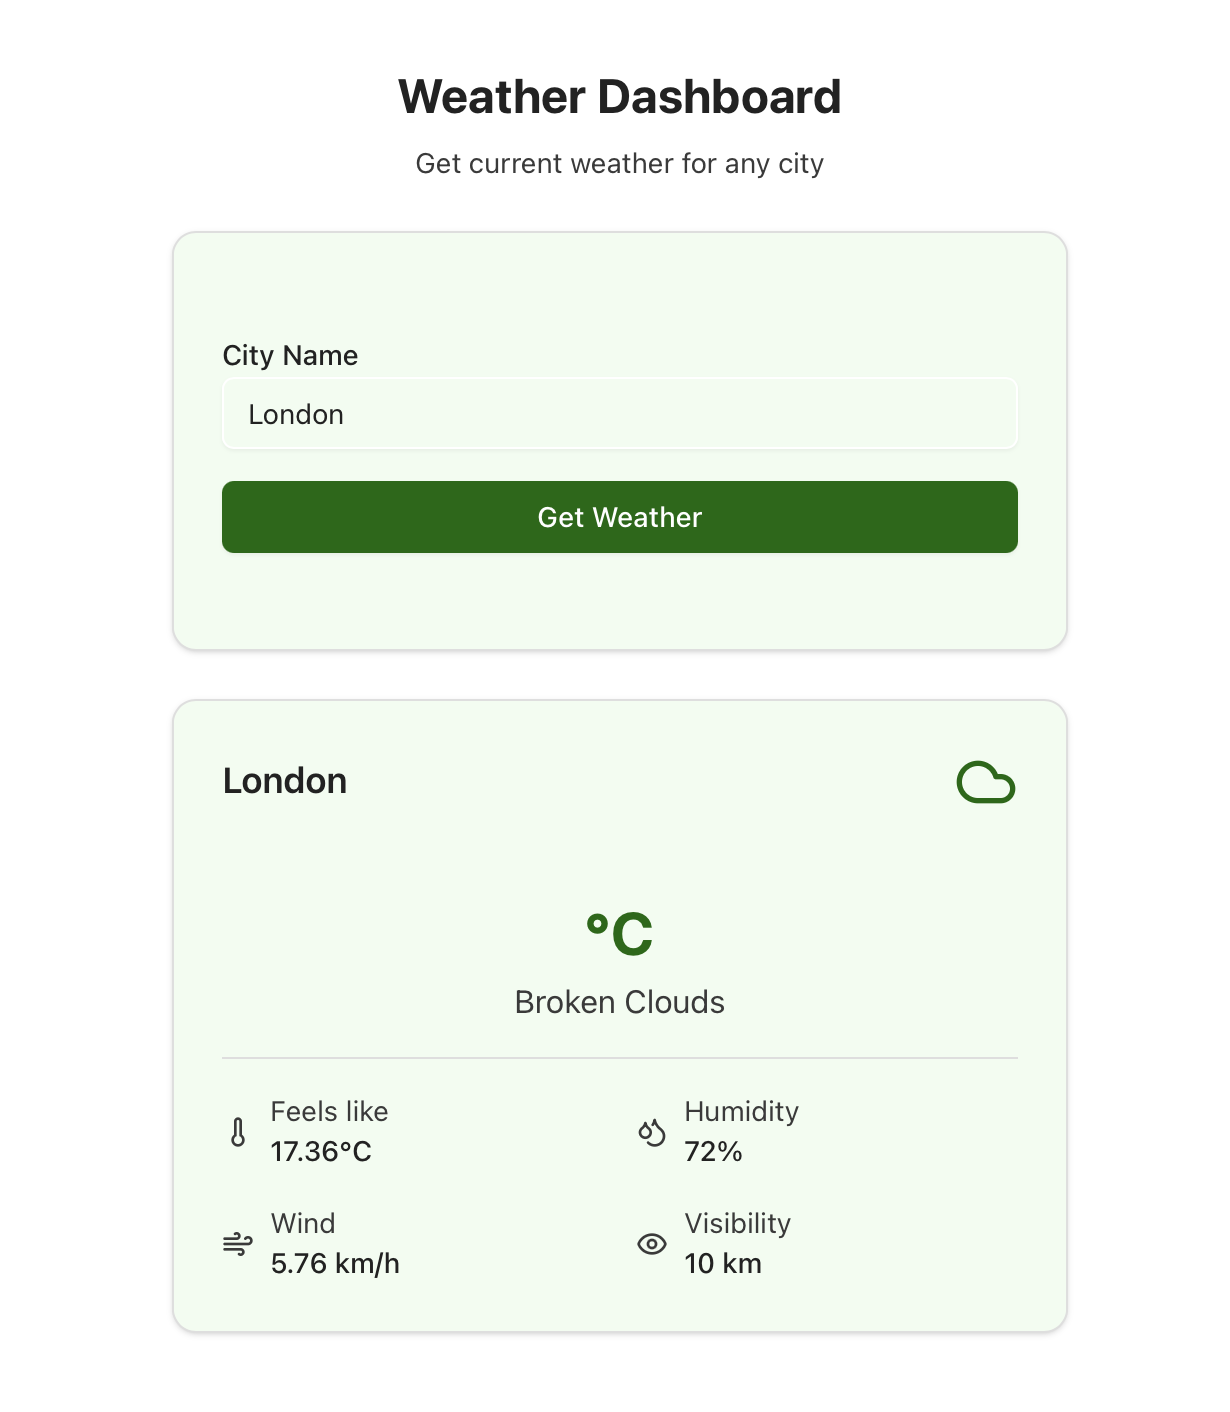 Weather Dashboard
Get current weather for any city
City Name
London
Get Weather
London
°C
Broken Clouds
Feels like
17.36°C
Humidity
72%
Wind
5.76 km/h
Visibility
10 km